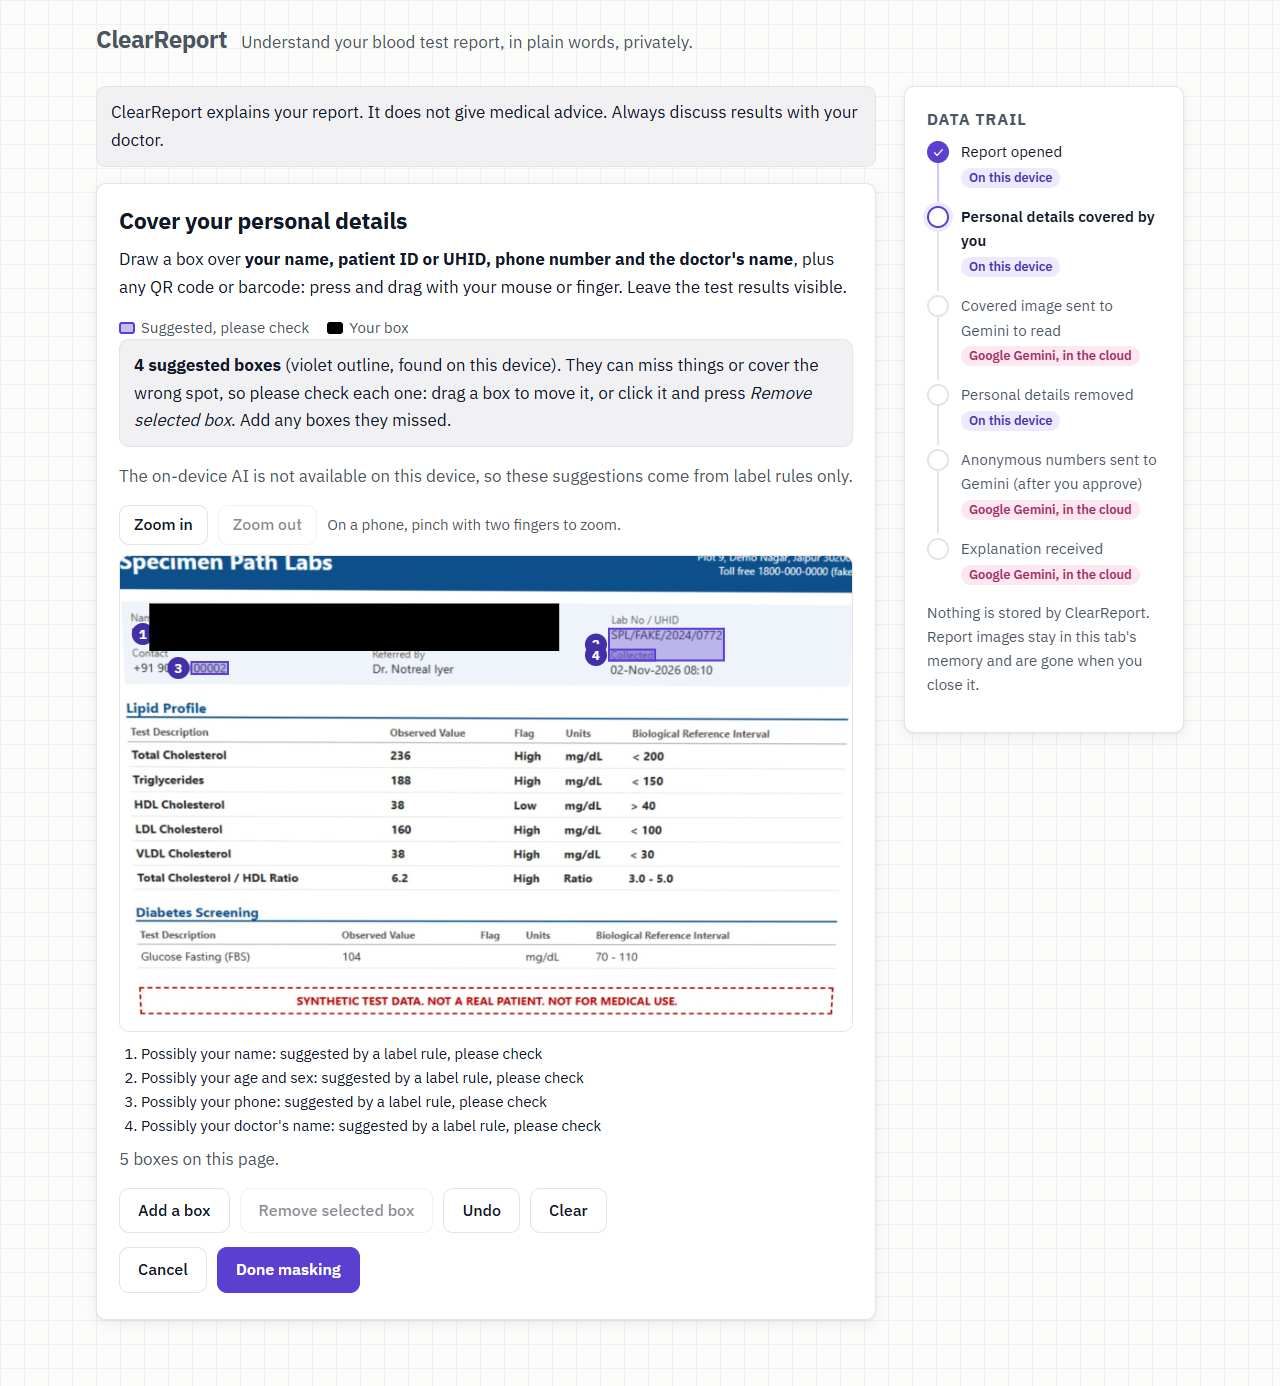 ClearReport Understand your blood test report, in plain words, privately.
ClearReport explains your report. It does not give medical advice. Always discuss results with your
doctor.
Cover your personal details
Draw a box over your name, patient ID or UHID, phone number and the doctor's name, plus
any QR code or barcode: press and drag with your mouse or finger. Leave the test results visible.
Suggested, please check Your box
4 suggested boxes (violet outline, found on this device). They can miss things or cover the
wrong spot, so please check each one: drag a box to move it, or click it and press Remove
selected box. Add any boxes they missed.
The on-device AI is not available on this device, so these suggestions come from label rules only.
Zoom in Zoom out On a phone, pinch with two fingers to zoom.
Specimen Path Labs
Plot 9, Demo Nagar, Jaipur
Toll free 1800-000-0000 (fake
Lab No / UHID
1 SPL/FAKE/2024/0772
Contact Referred By 4 Collected
+91 90 3 00002 Dr. Notreal Iyer 02-Nov-2026 08:10
Lipid Profile
Test Description Observed Value Flag Units Biological Reference Interval
Total Cholesterol 236 High mg/dL < 200
Triglycerides 188 High mg/dL < 150
HDL Cholesterol 38 Low mg/dL > 40
LDL Cholesterol 160 High mg/dL < 100
VLDL Cholesterol 38 High mg/dL < 30
Total Cholesterol / HDL Ratio 6.2 High Ratio 3.0 - 5.0
Diabetes Screening
Test Description Observed Value Flag Units Biological Reference Interval
Glucose Fasting (FBS) 104 mg/dL 70 - 110
SYNTHETIC TEST DATA. NOT A REAL PATIENT. NOT FOR MEDICAL USE.
1. Possibly your name: suggested by a label rule, please check
2. Possibly your age and sex: suggested by a label rule, please check
3. Possibly your phone: suggested by a label rule, please check
4. Possibly your doctor's name: suggested by a label rule, please check
5 boxes on this page.
Add a box Remove selected box Undo Clear
Cancel Done masking
DATA TRAIL
Report opened
On this device
Personal details covered by
you
On this device
Covered image sent to
Gemini to read
Google Gemini, in the cloud
Personal details removed
On this device
Anonymous numbers sent to
Gemini (after you approve)
Google Gemini, in the cloud
Explanation received
Google Gemini, in the cloud
Nothing is stored by ClearReport.
Report images stay in this tab's
memory and are gone when you
close it.